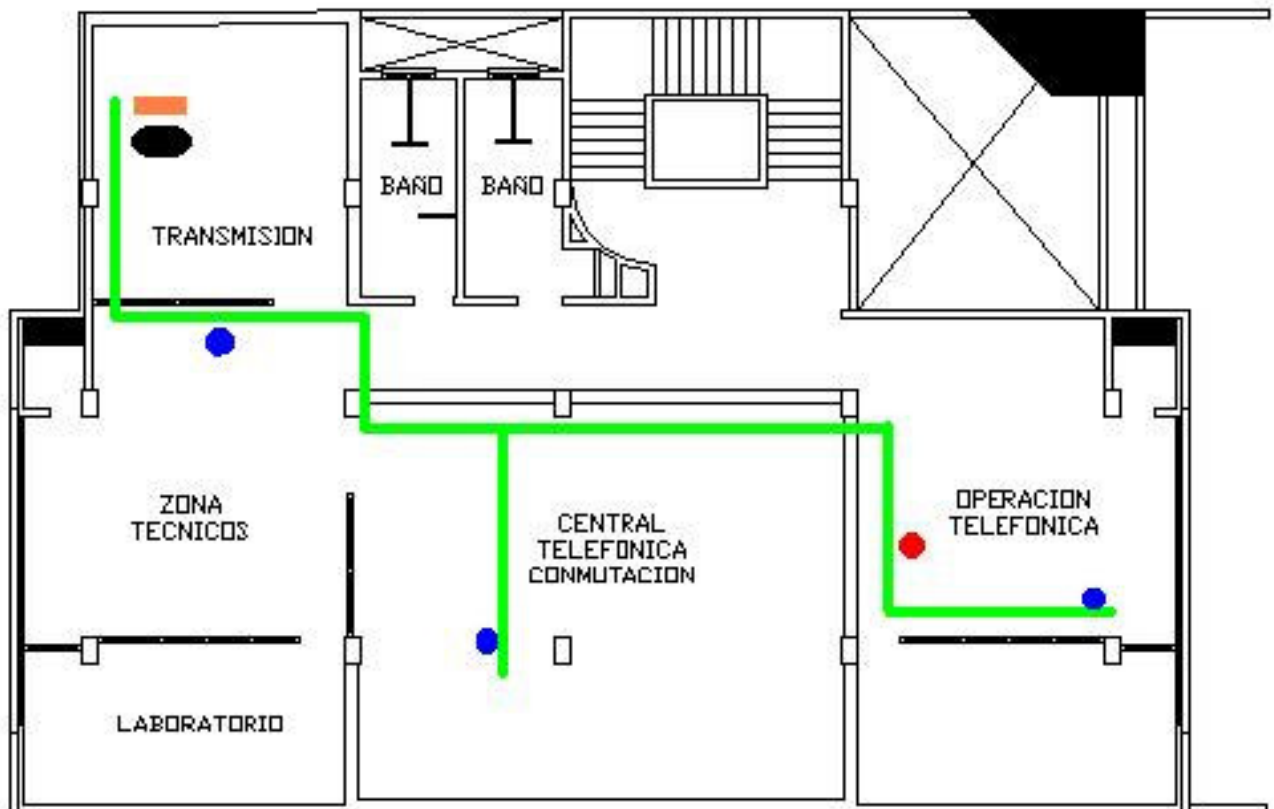 BAÑO
BAÑO
TRANSMISION
ZONA
TECNICOS
CENTRAL
TELEFONICA
CONMUTACION
OPERACION
TELEFONICA
LABORATORIO